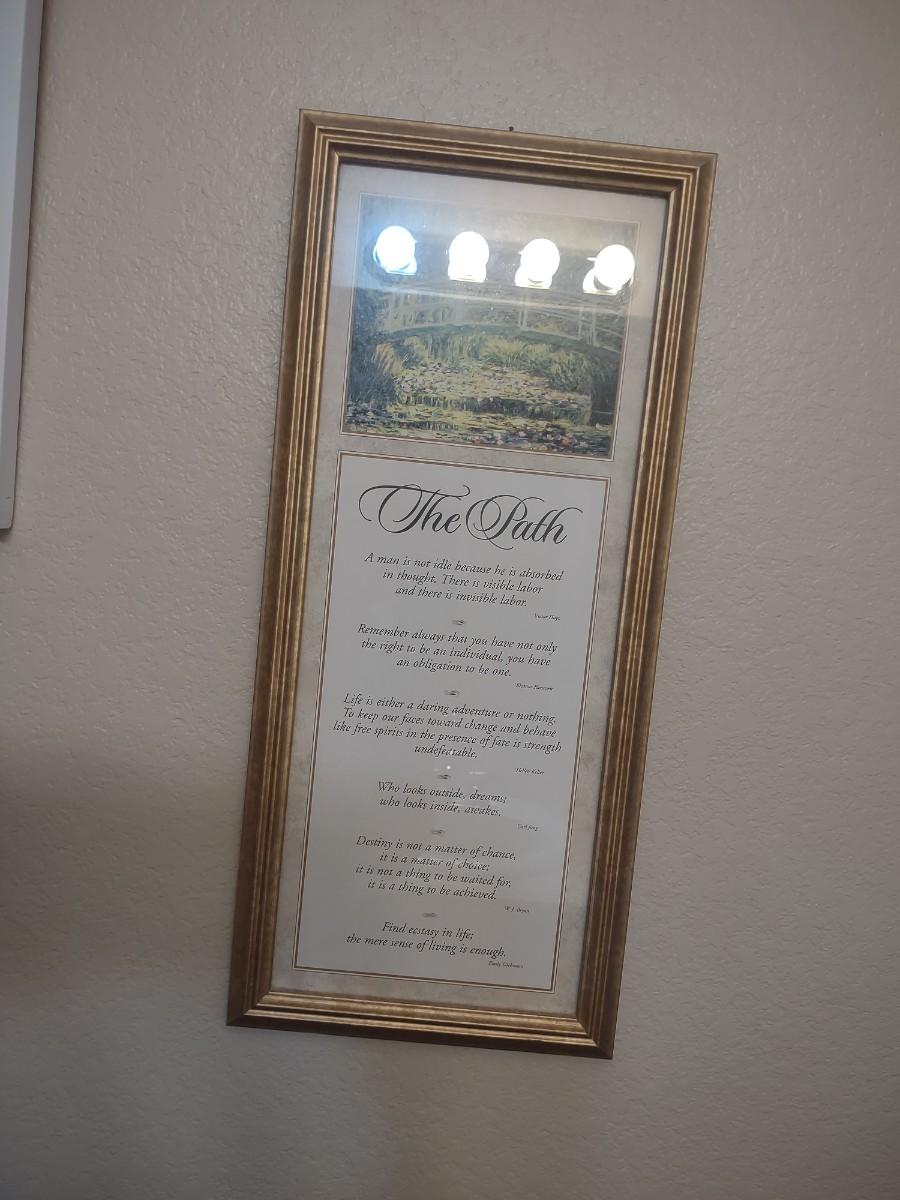 The Path
A man is not idle because he is absorbed
in thought. There is visible labor
and there is invisible labor.
Victor Hugo
Remember always that you have not only
the right to be an individual, you have
an obligation to be one.
Eleanor Roosevelt
Life is either a daring adventure or nothing.
To keep our faces toward change and behave
like free spirits in the presence of fate is strength
undefeatable.
Helen Keller
Who looks outside, dreams;
who looks inside, awakes.
Carl Jung
Destiny is not a matter of chance,
it is a matter of choice;
it is not a thing to be waited for,
it is a thing to be achieved.
W.J. Bryan
Find ecstasy in life;
the mere sense of living is enough.
Emily Dickinson